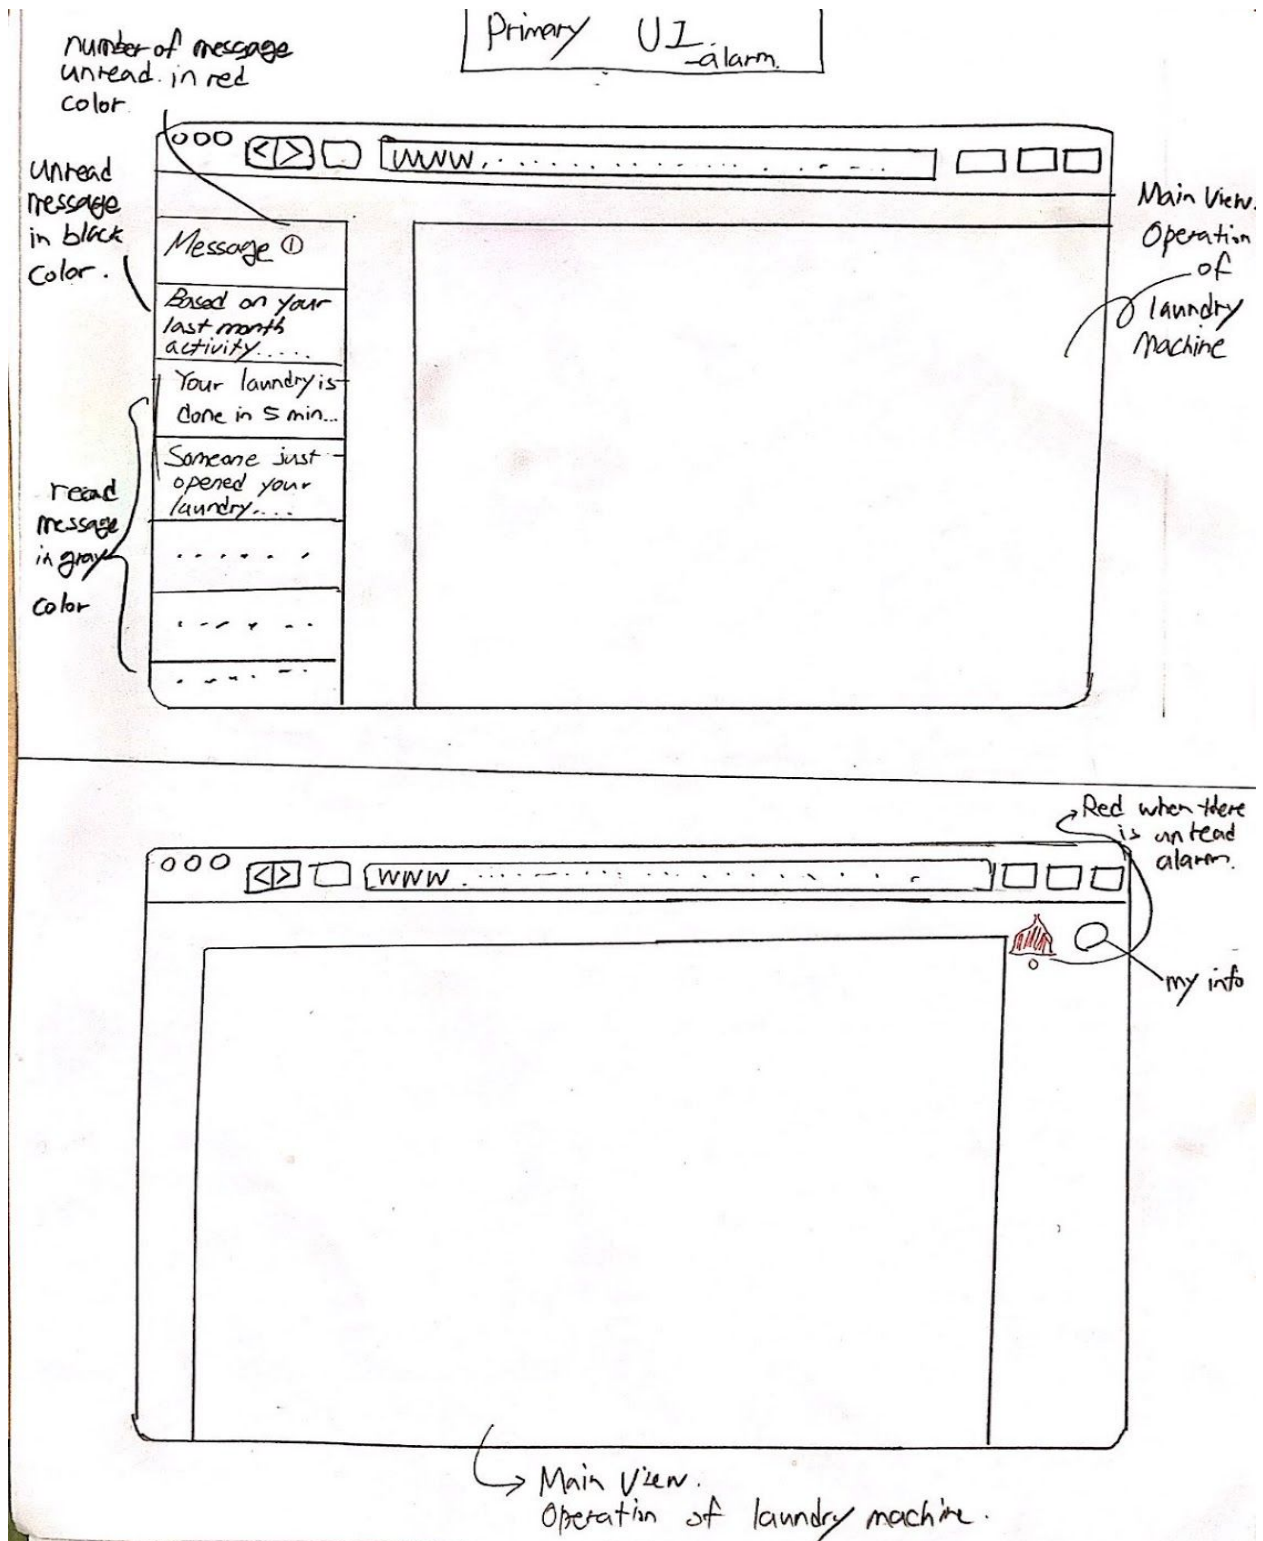 Primary UI
-alarm.
number of message
unread. in red
color.
unread
message
in black
color.
www. . . . . . . . . . . - . - - .
Message ①
Based on your
last month
activity.....
Your laundry is
done in 5 min...
Someone just
opened your
laundry....
read
message
in gray
color
Main View.
Operation
of
laundry
Machine
Red when there
is unread
alarm.
www
my info
Main View.
Operation of laundry machine.